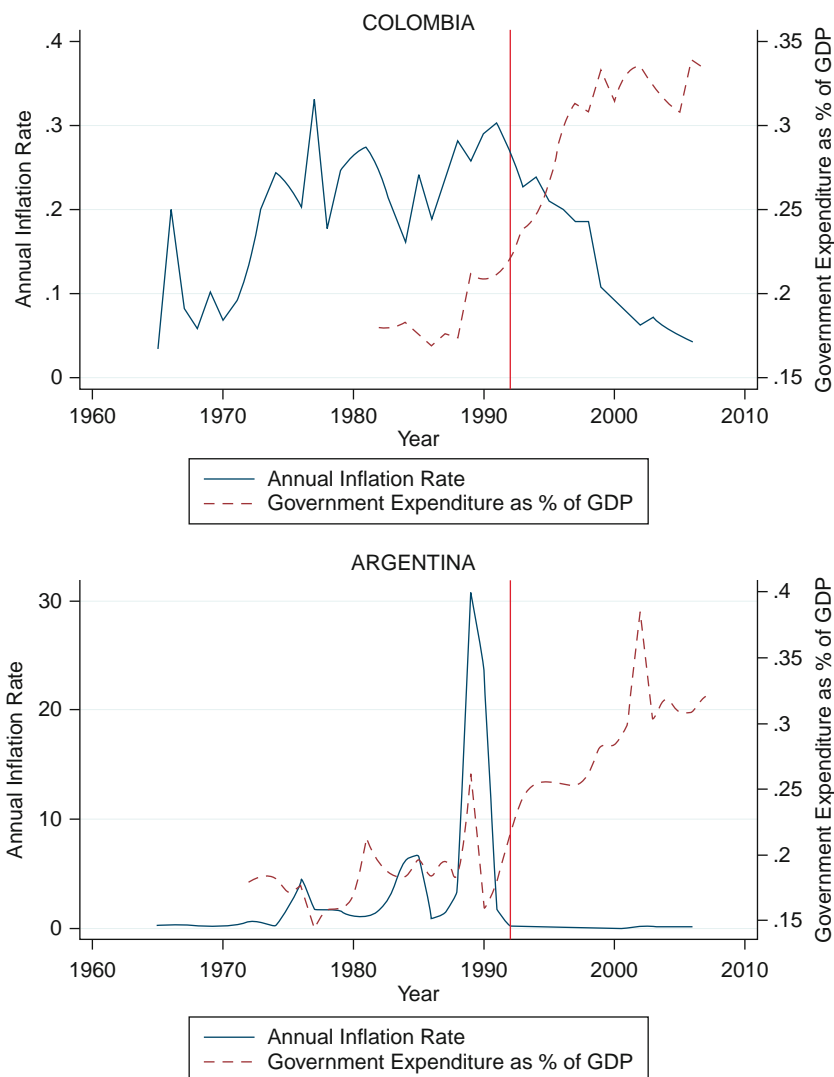 COLOMBIA
Annual Inflation Rate
.4
.3
.2
.1
0
Government Expenditure as % of GDP
.35
.3
.25
.2
.15
1960 1970 1980 1990 2000 2010
Year
Annual Inflation Rate
Government Expenditure as % of GDP
ARGENTINA
Annual Inflation Rate
30
20
10
0
Government Expenditure as % of GDP
.4
.35
.3
.25
.2
.15
1960 1970 1980 1990 2000 2010
Year
Annual Inflation Rate
Government Expenditure as % of GDP